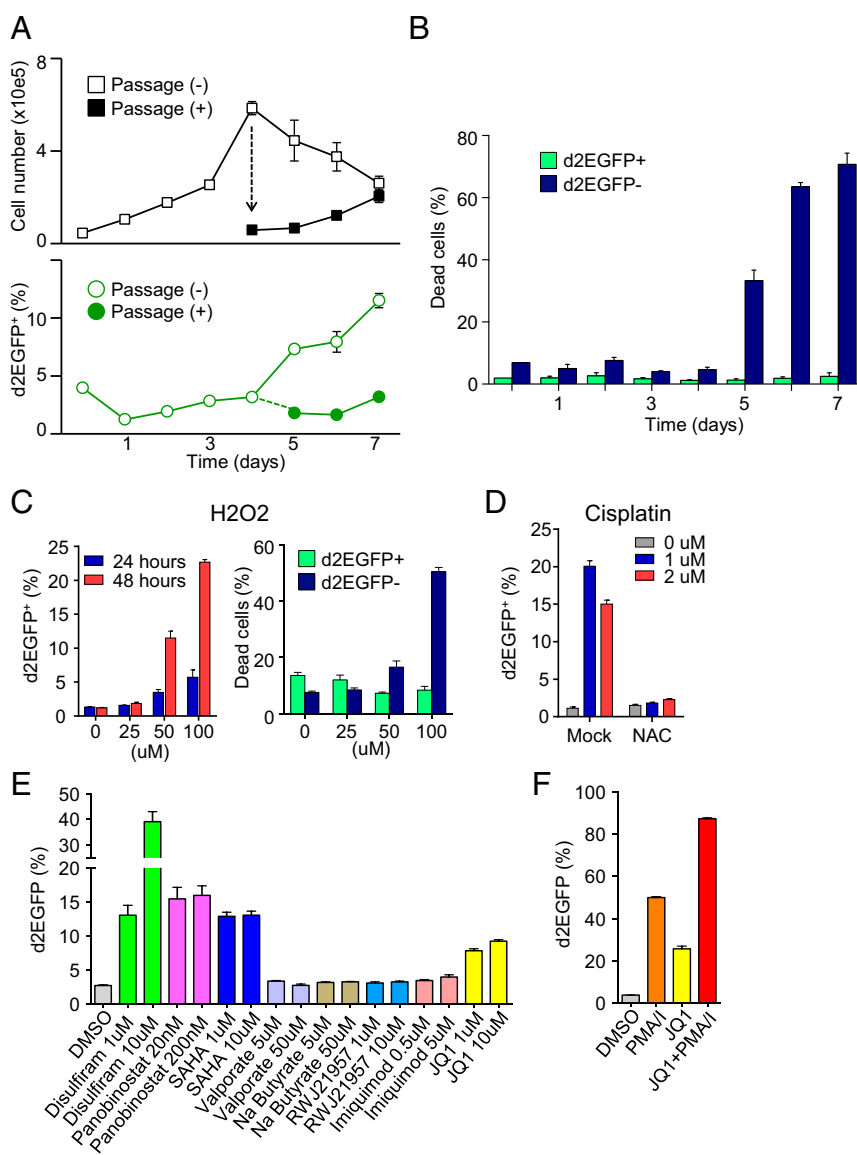 A
8
4
0
Cell number (x10e5)
Passage (-)
Passage (+)
10
5
0
d2EGFP+ (%)
Passage (-)
Passage (+)
1 3 5 7
Time (days)
B
80
60
40
20
0
Dead cells (%)
d2EGFP+
d2EGFP-
1 3 5 7
Time (days)
C
H2O2
25
20
15
10
5
0
d2EGFP+ (%)
24 hours
48 hours
0 25 50 100
(uM)
60
40
20
0
Dead cells (%)
d2EGFP+
d2EGFP-
0 25 50 100
(uM)
D
Cisplatin
25
20
15
10
5
0
d2EGFP+ (%)
0 uM
1 uM
2 uM
Mock NAC
E
50
40
30
20
15
10
5
0
d2EGFP (%)
DMSO
Disulfiram 1uM
Disulfiram 10uM
Panobinostat 20nM
Panobinostat 200nM
SAHA 1uM
SAHA 10uM
Valporate 5uM
Valporate 50uM
Na Butyrate 5uM
Na Butyrate 50uM
RWJ21957 1uM
RWJ21957 10uM
Imiquimod 0.5uM
Imiquimod 5uM
JQ1 1uM
JQ1 10uM
F
100
80
60
40
20
0
d2EGFP (%)
DMSO
PMA/I
JQ1
JQ1+PMA/I